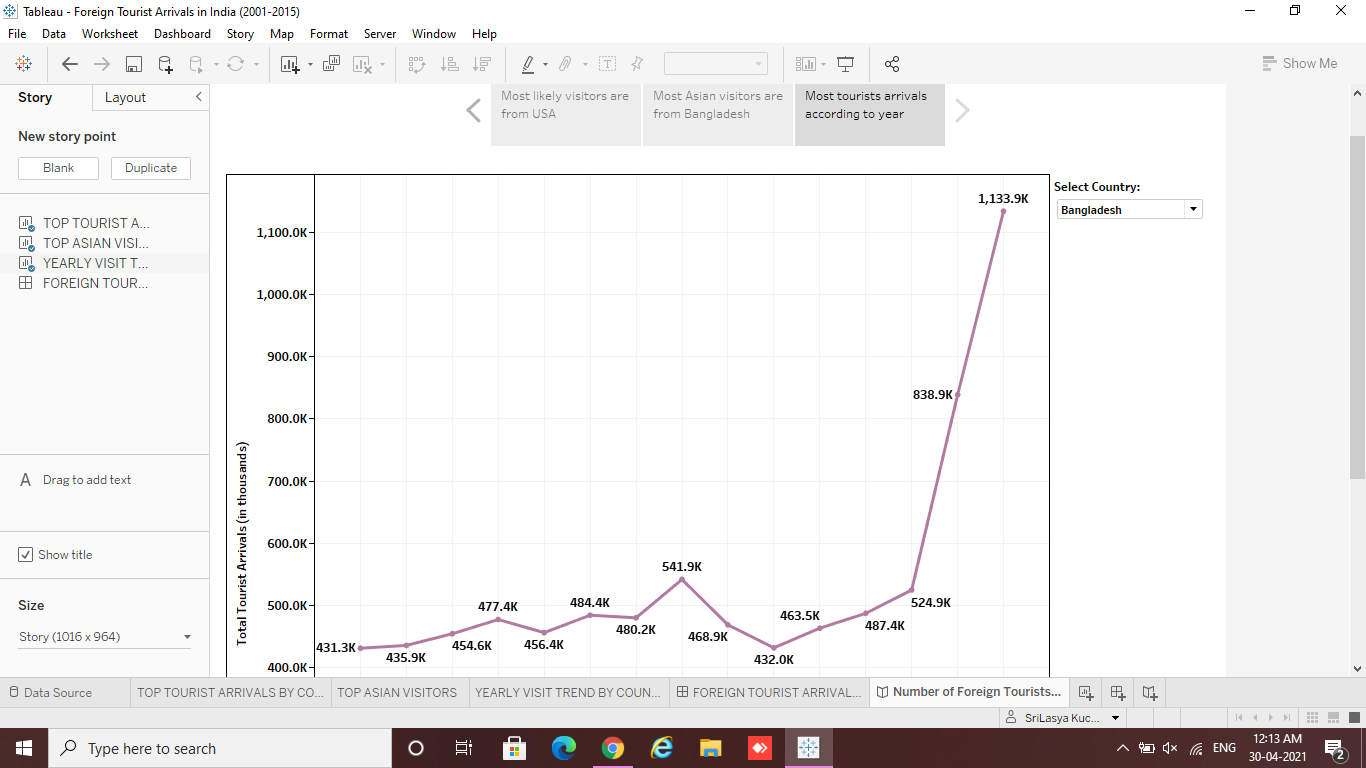 Tableau - Foreign Tourist Arrivals in India (2001-2015)
File Data Worksheet Dashboard Story Map Format Server Window Help
Show Me
Story Layout
New story point
Blank Duplicate
TOP TOURIST A...
TOP ASIAN VISI...
YEARLY VISIT T...
FOREIGN TOUR...
A Drag to add text
Show title
Size
Story (1016 x 964)
Most likely visitors are
from USA
Most Asian visitors are
from Bangladesh
Most tourists arrivals
according to year
Select Country:
Bangladesh
Total Tourist Arrivals (in thousands)
1,100.0K
1,000.0K
900.0K
800.0K
700.0K
600.0K
500.0K
400.0K
431.3K
435.9K
454.6K
477.4K
456.4K
484.4K
480.2K
541.9K
468.9K
432.0K
463.5K
487.4K
524.9K
838.9K
1,133.9K
Data Source TOP TOURIST ARRIVALS BY CO... TOP ASIAN VISITORS YEARLY VISIT TREND BY COUN... FOREIGN TOURIST ARRIVAL... Number of Foreign Tourists...
SriLasya Kuc...
Type here to search
ENG
12:13 AM
30-04-2021
2